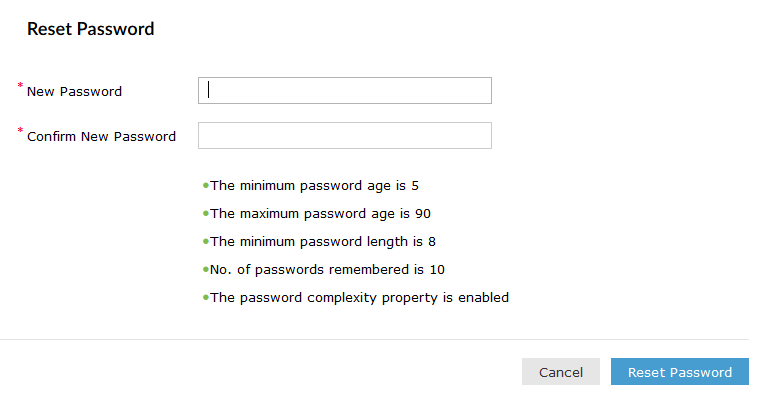 Reset Password
* New Password
* Confirm New Password
•The minimum password age is 5
•The maximum password age is 90
•The minimum password length is 8
•No. of passwords remembered is 10
•The password complexity property is enabled
Cancel Reset Password